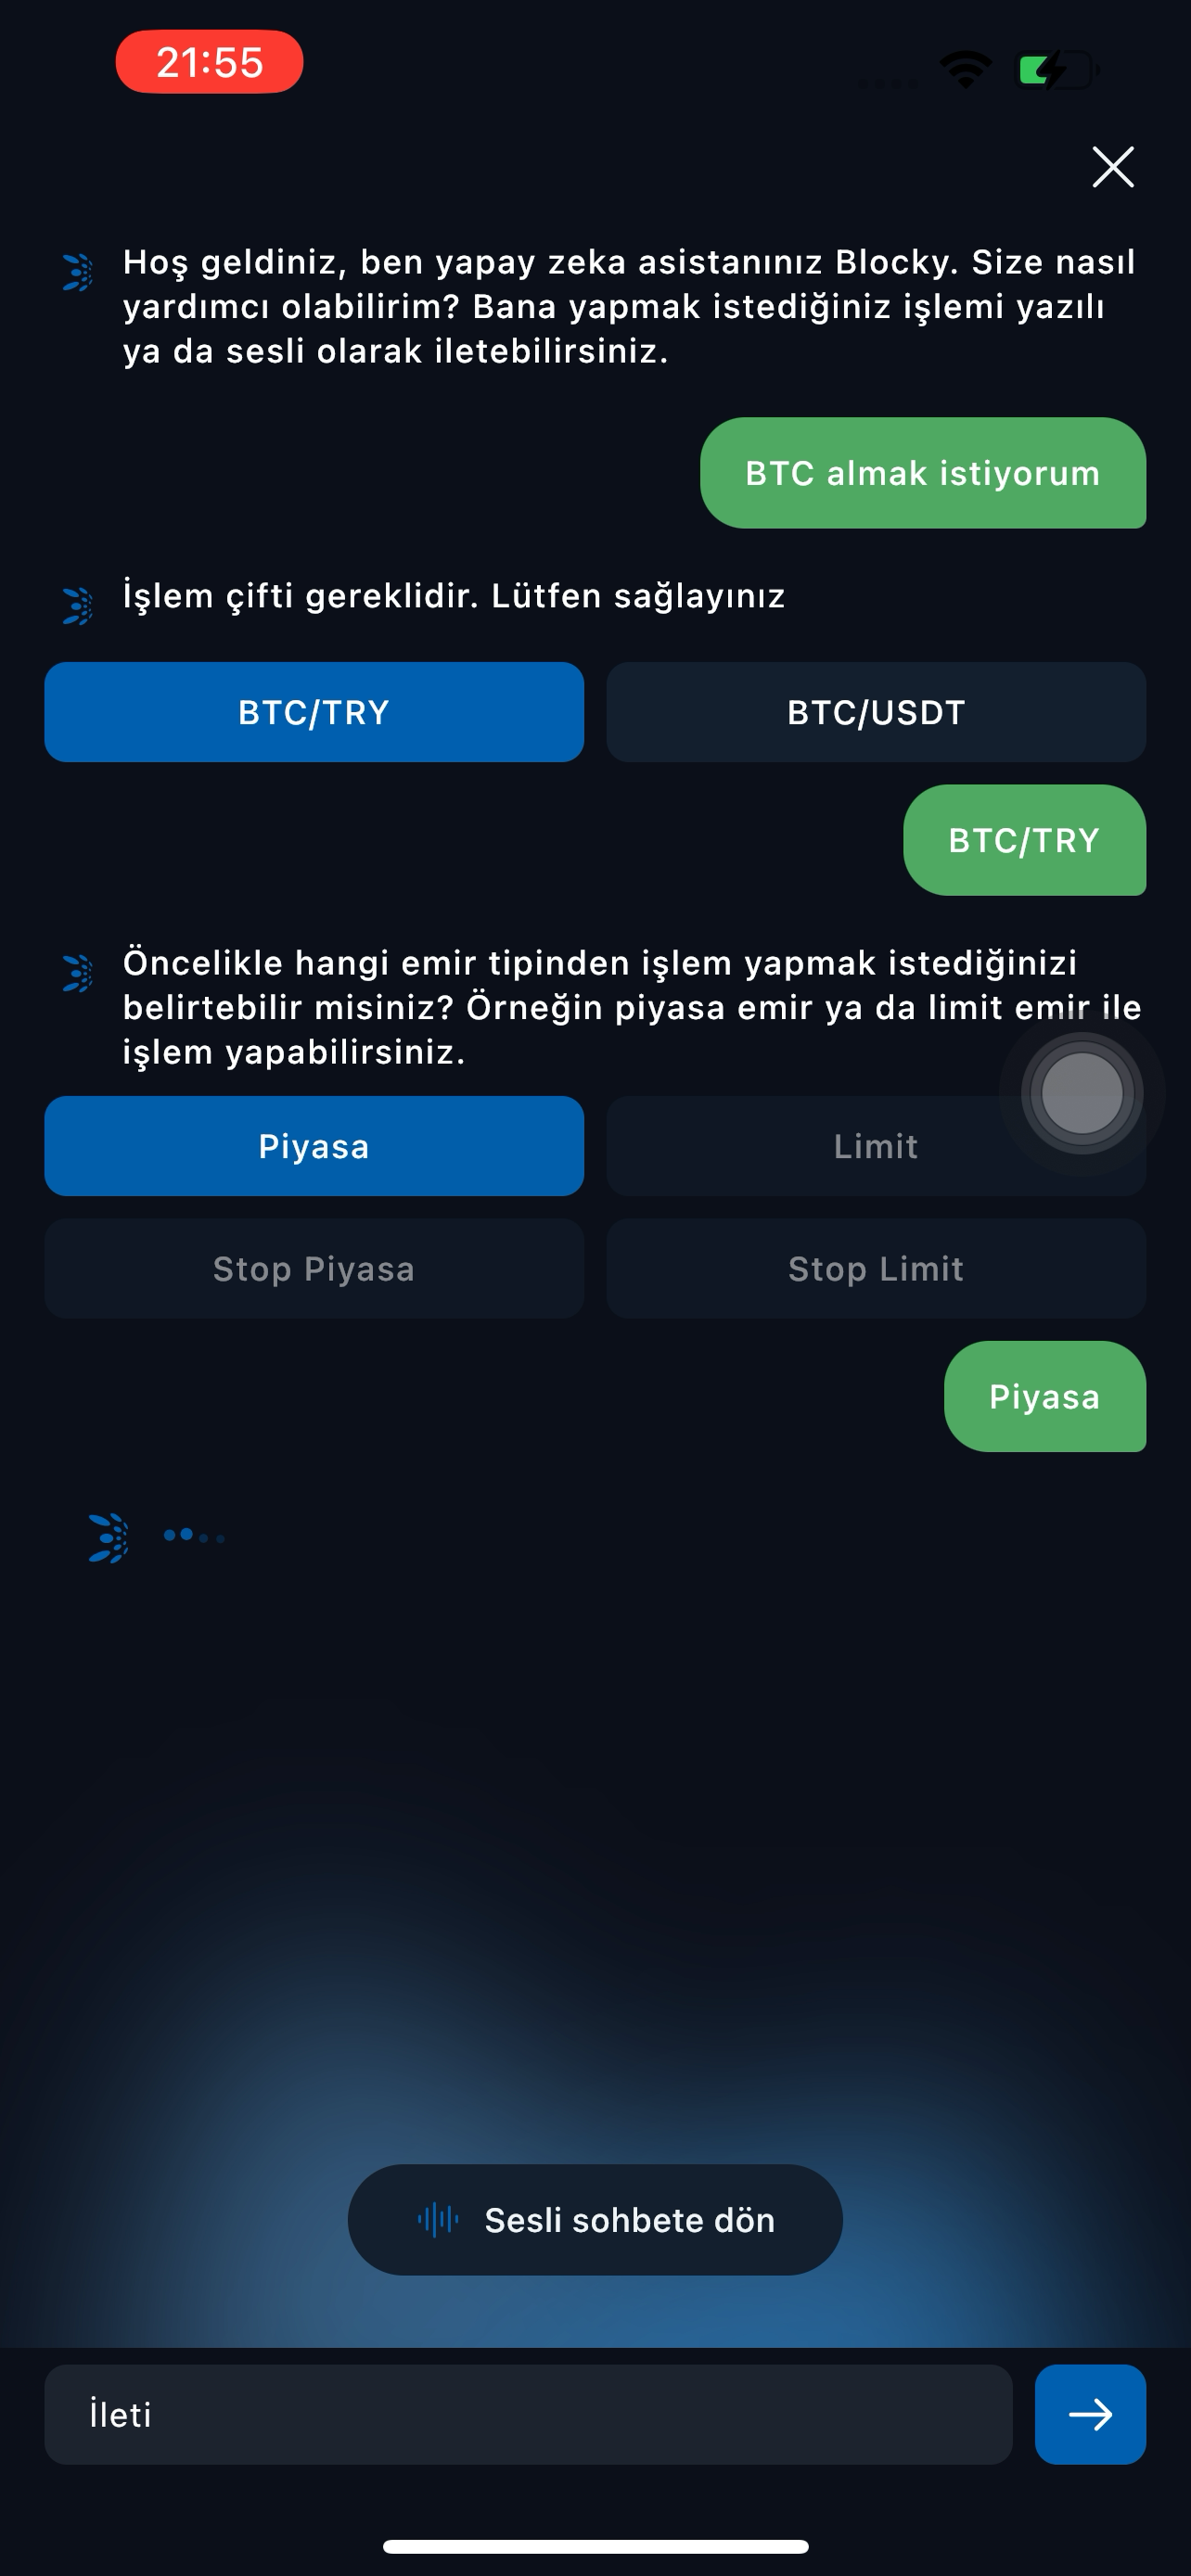 21:55
Hoş geldiniz, ben yapay zeka asistanınız Blocky. Size nasıl
yardımcı olabilirim? Bana yapmak istediğiniz işlemi yazılı
ya da sesli olarak iletebilirsiniz.
BTC almak istiyorum
İşlem çifti gereklidir. Lütfen sağlayınız
BTC/TRY
BTC/USDT
BTC/TRY
Öncelikle hangi emir tipinden işlem yapmak istediğinizi
belirtebilir misiniz? Örneğin piyasa emir ya da limit emir ile
işlem yapabilirsiniz.
Piyasa
Limit
Stop Piyasa
Stop Limit
Piyasa
Sesli sohbete dön
İleti